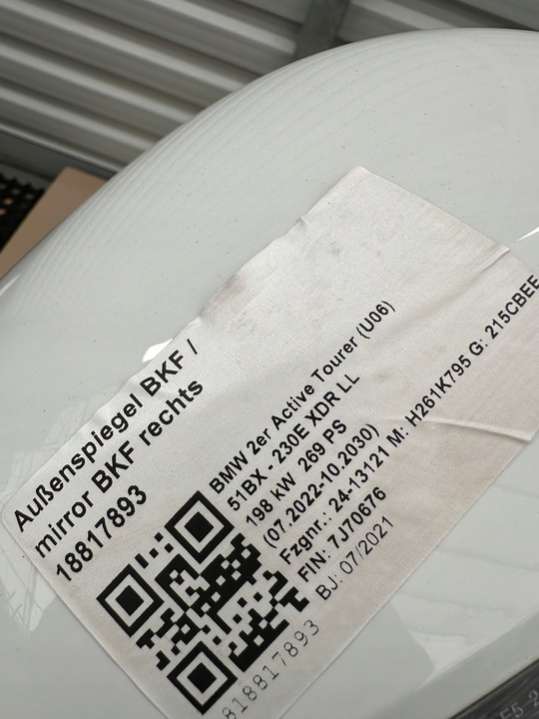 Außenspiegel BKF /
mirror BKF rechts
18817893
BMW 2er Active Tourer (U06)
51BX - 230E XDR LL
198 kW 269 PS
(07.2022-10.2030)
Fzgnr.: 24-13121 M: H261K795 G: 215CBEE
FIN: 7J70676
BJ: 07/2021
818817893